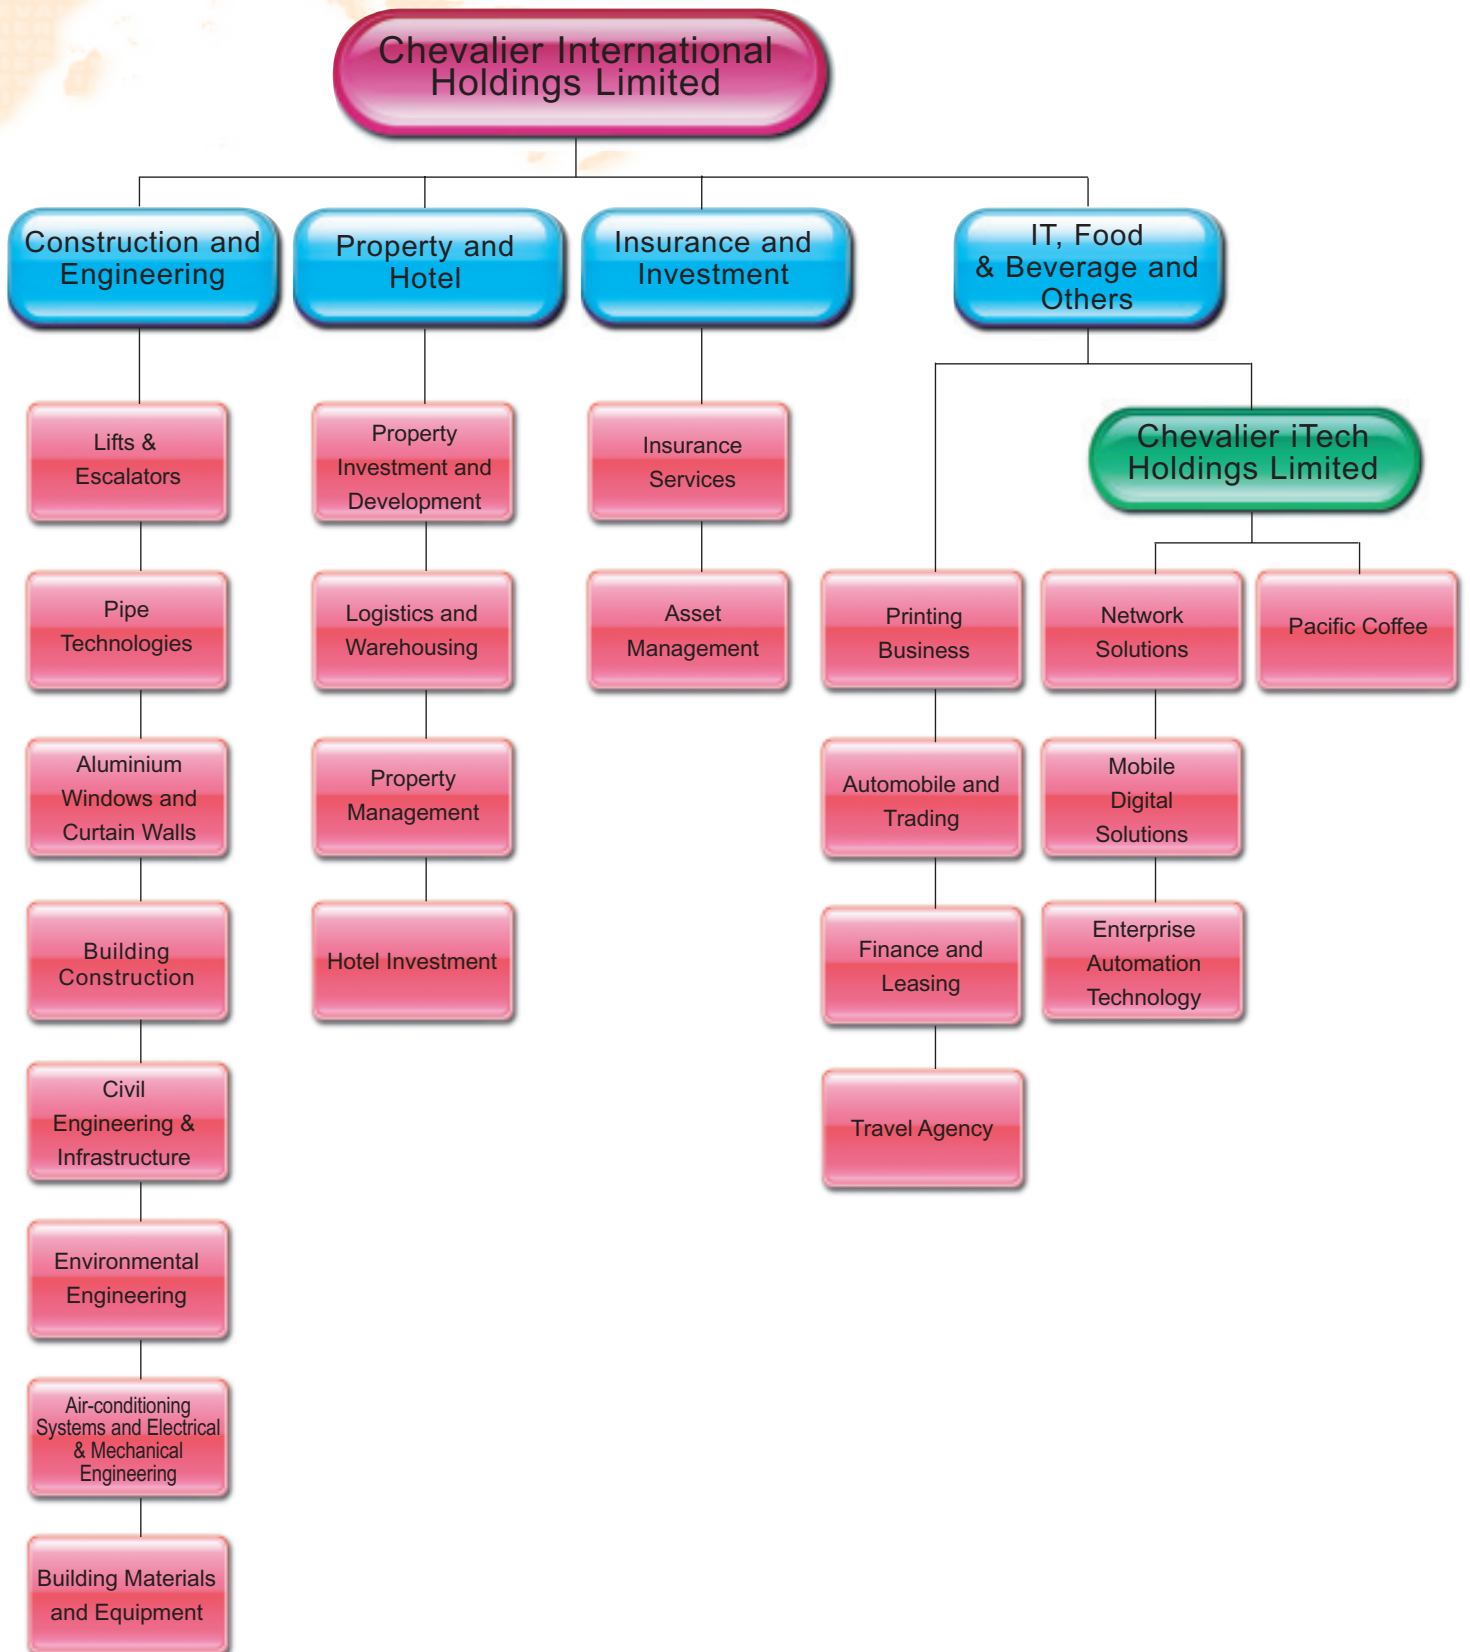 Chevalier International
Holdings Limited
Construction and
Engineering
Property and
Hotel
Insurance and
Investment
IT, Food
& Beverage and
Others
Lifts &
Escalators
Pipe
Technologies
Aluminium
Windows and
Curtain Walls
Building
Construction
Civil
Engineering &
Infrastructure
Environmental
Engineering
Air-conditioning
Systems and Electrical
& Mechanical
Engineering
Building Materials
and Equipment
Property
Investment and
Development
Logistics and
Warehousing
Property
Management
Hotel Investment
Insurance
Services
Asset
Management
Printing
Business
Automobile and
Trading
Finance and
Leasing
Travel Agency
Chevalier iTech
Holdings Limited
Network
Solutions
Mobile
Digital
Solutions
Enterprise
Automation
Technology
Pacific Coffee